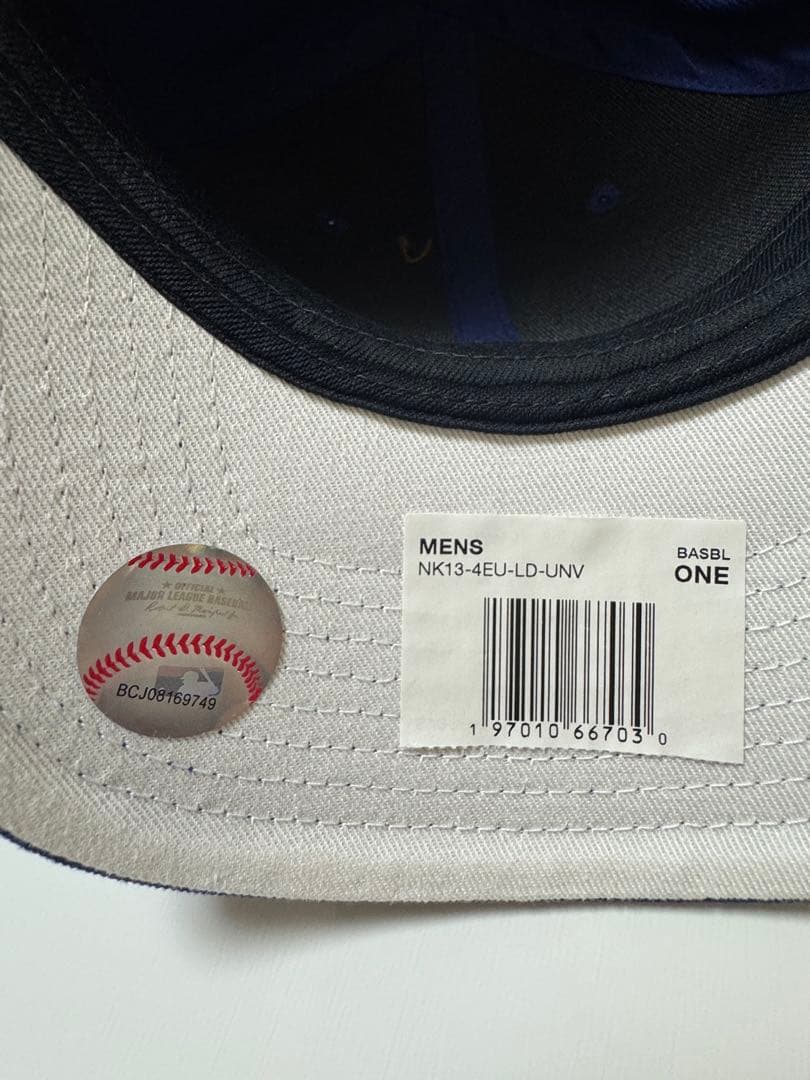 ★ OFFICIAL ★
MAJOR LEAGUE BASEBALL
BCJ08169749
MENS
NK13-4EU-LD-UNV
BASBL
ONE
1 97010 66703 0